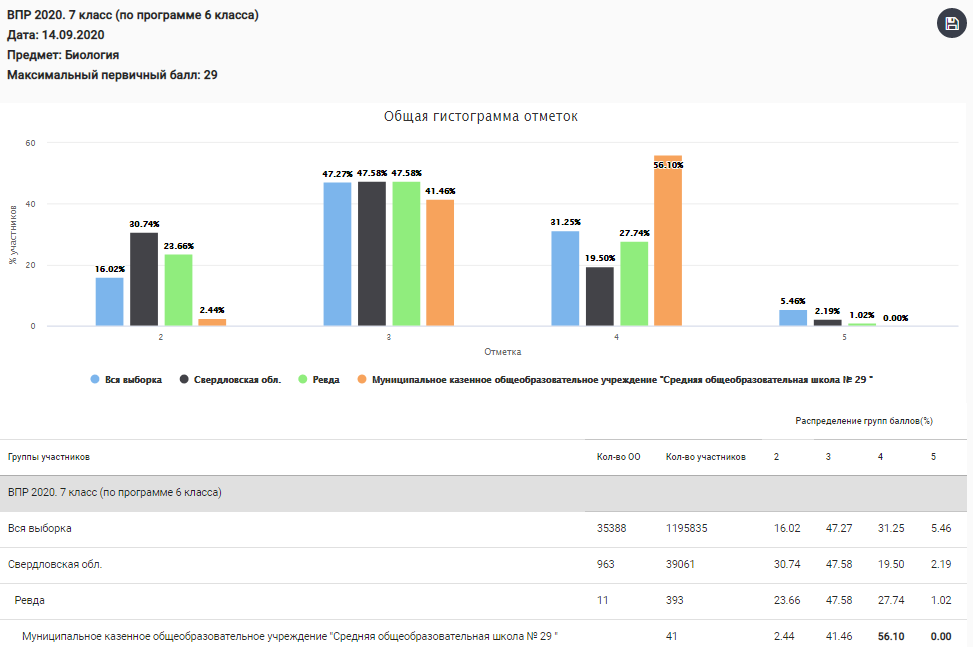 ВПР 2020. 7 класс (по программе 6 класса)
Дата: 14.09.2020
Предмет: Биология
Максимальный первичный балл: 29
Общая гистограмма отметок
% участников
60
40
20
0
16.02% 30.74% 23.66% 2.44%
47.27% 47.58% 47.58% 41.46%
31.25% 19.50% 27.74% 56.10%
5.46% 2.19% 1.02% 0.00%
2 3 4 5
Отметка
Вся выборка Свердловская обл. Ревда Муниципальное казенное общеобразовательное учреждение "Средняя общеобразовательная школа № 29 "
Распределение групп баллов(%)
Группы участников Кол-во ОО Кол-во участников 2 3 4 5
ВПР 2020. 7 класс (по программе 6 класса)
Вся выборка 35388 1195835 16.02 47.27 31.25 5.46
Свердловская обл. 963 39061 30.74 47.58 19.50 2.19
Ревда 11 393 23.66 47.58 27.74 1.02
Муниципальное казенное общеобразовательное учреждение "Средняя общеобразовательная школа № 29 " 41 2.44 41.46 56.10 0.00